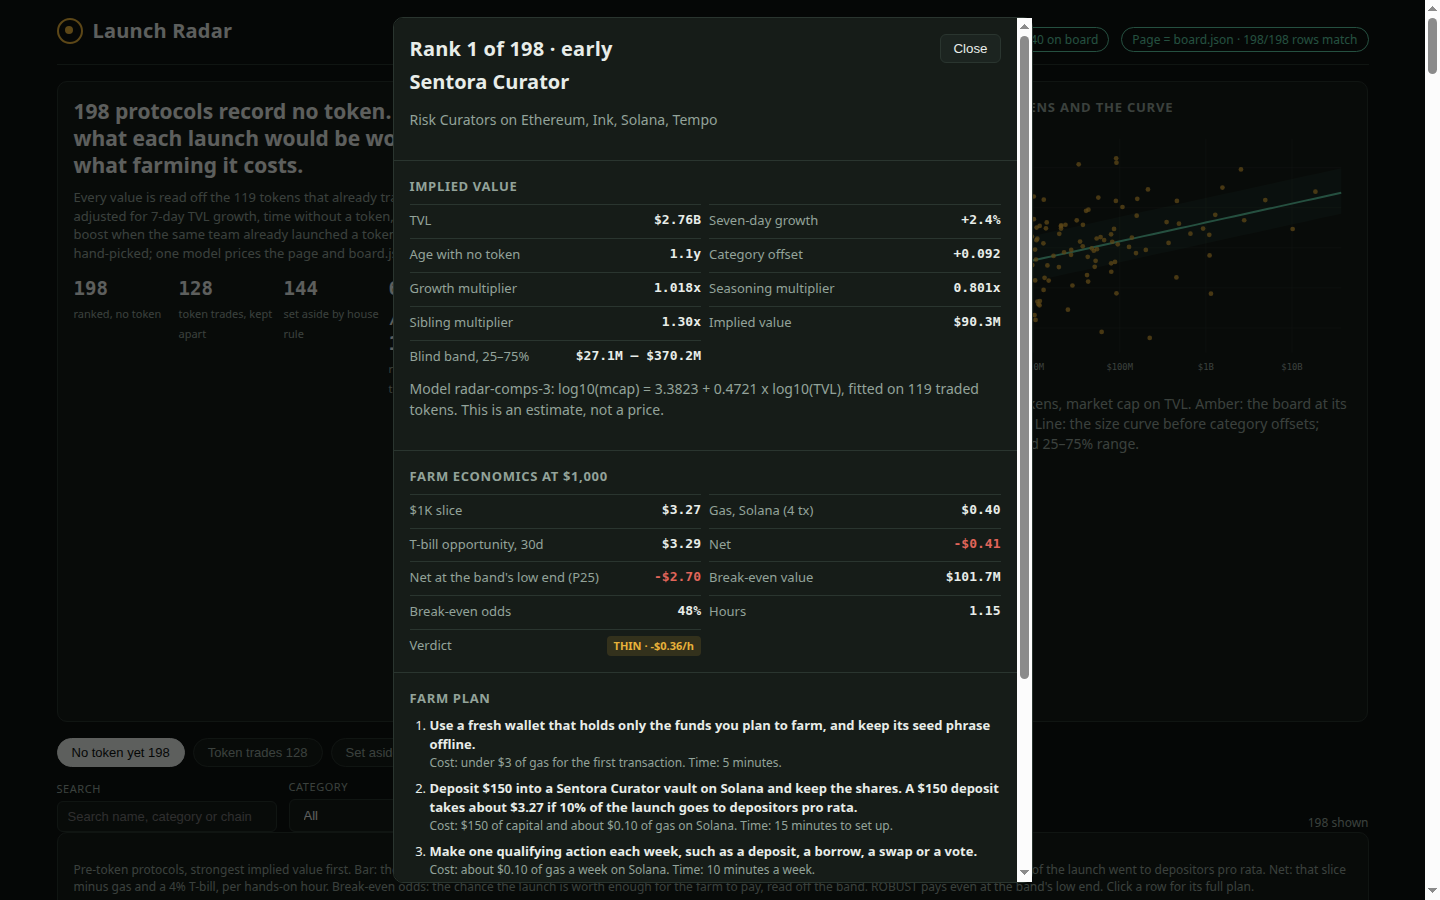 Launch Radar
40 on board
Page = board.json · 198/198 rows match
198 protocols record no token.
what each launch would be wo
what farming it costs.
Every value is read off the 119 tokens that already tra
adjusted for 7-day TVL growth, time without a token,
boost when the same team already launched a token
hand-picked; one model prices the page and board.js
198
128
144
ranked, no token
token trades, kept apart
set aside by house rule
Rank 1 of 198 · early
Close
Sentora Curator
Risk Curators on Ethereum, Ink, Solana, Tempo
IMPLIED VALUE
TVL $2.76B Seven-day growth +2.4%
Age with no token 1.1y Category offset +0.092
Growth multiplier 1.018x Seasoning multiplier 0.801x
Sibling multiplier 1.30x Implied value $90.3M
Blind band, 25–75% $27.1M — $370.2M
Model radar-comps-3: log10(mcap) = 3.3823 + 0.4721 x log10(TVL), fitted on 119 traded
tokens. This is an estimate, not a price.
FARM ECONOMICS AT $1,000
$1K slice $3.27 Gas, Solana (4 tx) $0.40
T-bill opportunity, 30d $3.29 Net -$0.41
Net at the band's low end (P25) -$2.70 Break-even value $101.7M
Break-even odds 48% Hours 1.15
Verdict THIN · -$0.36/h
FARM PLAN
1. Use a fresh wallet that holds only the funds you plan to farm, and keep its seed phrase
offline.
Cost: under $3 of gas for the first transaction. Time: 5 minutes.
2. Deposit $150 into a Sentora Curator vault on Solana and keep the shares. A $150 deposit
takes about $3.27 if 10% of the launch goes to depositors pro rata.
Cost: $150 of capital and about $0.10 of gas on Solana. Time: 15 minutes to set up.
3. Make one qualifying action each week, such as a deposit, a borrow, a swap or a vote.
Cost: about $0.10 of gas a week on Solana. Time: 10 minutes a week.
ENS AND THE CURVE
0M $100M $1B $10B
kens, market cap on TVL. Amber: the board at its
Line: the size curve before category offsets;
d 25–75% range.
No token yet 198
Token trades 128
Set asid
SEARCH
CATEGORY
Search name, category or chain
All
198 shown
Pre-token protocols, strongest implied value first. Bar: th
of the launch went to depositors pro rata. Net: that slice
minus gas and a 4% T-bill, per hands-on hour. Break-even odds: the chance the launch is worth enough for the farm to pay, read off the band. ROBUST pays even at the band's low end. Click a row for its full plan.